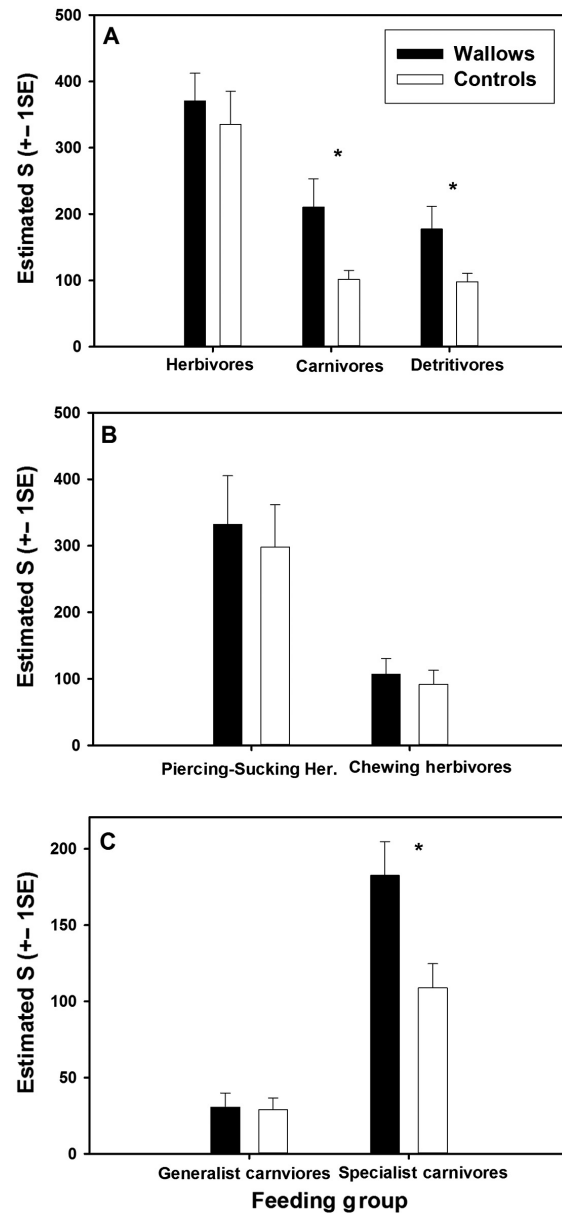 A
Wallows
Controls
500
400
300
200
100
0
Estimated S (+− 1SE)
*
*
Herbivores
Carnivores
Detritivores
B
500
400
300
200
100
0
Estimated S (+− 1SE)
Piercing-Sucking Her.
Chewing herbivores
C
200
150
100
50
0
Estimated S (+− 1SE)
*
Generalist carnviores
Specialist carnivores
Feeding group